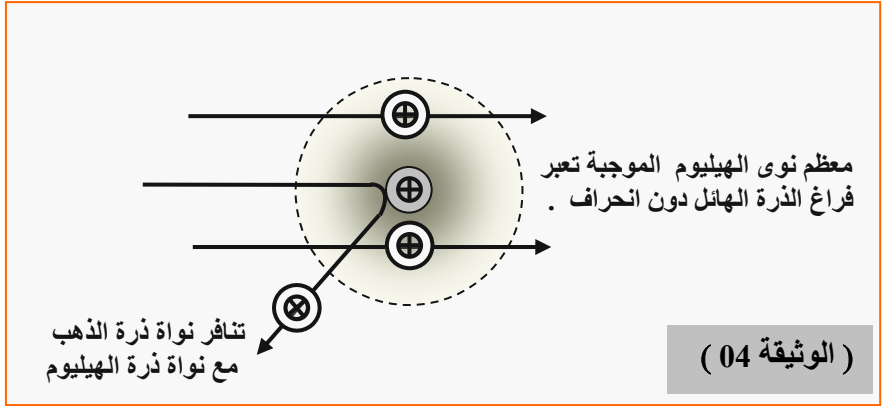 معظم نوى الهيليوم الموجبة تعبر
فراغ الذرة الهائل دون انحراف .
تنافر نواة ذرة الذهب
مع نواة ذرة الهيليوم
( الوثيقة 04 )